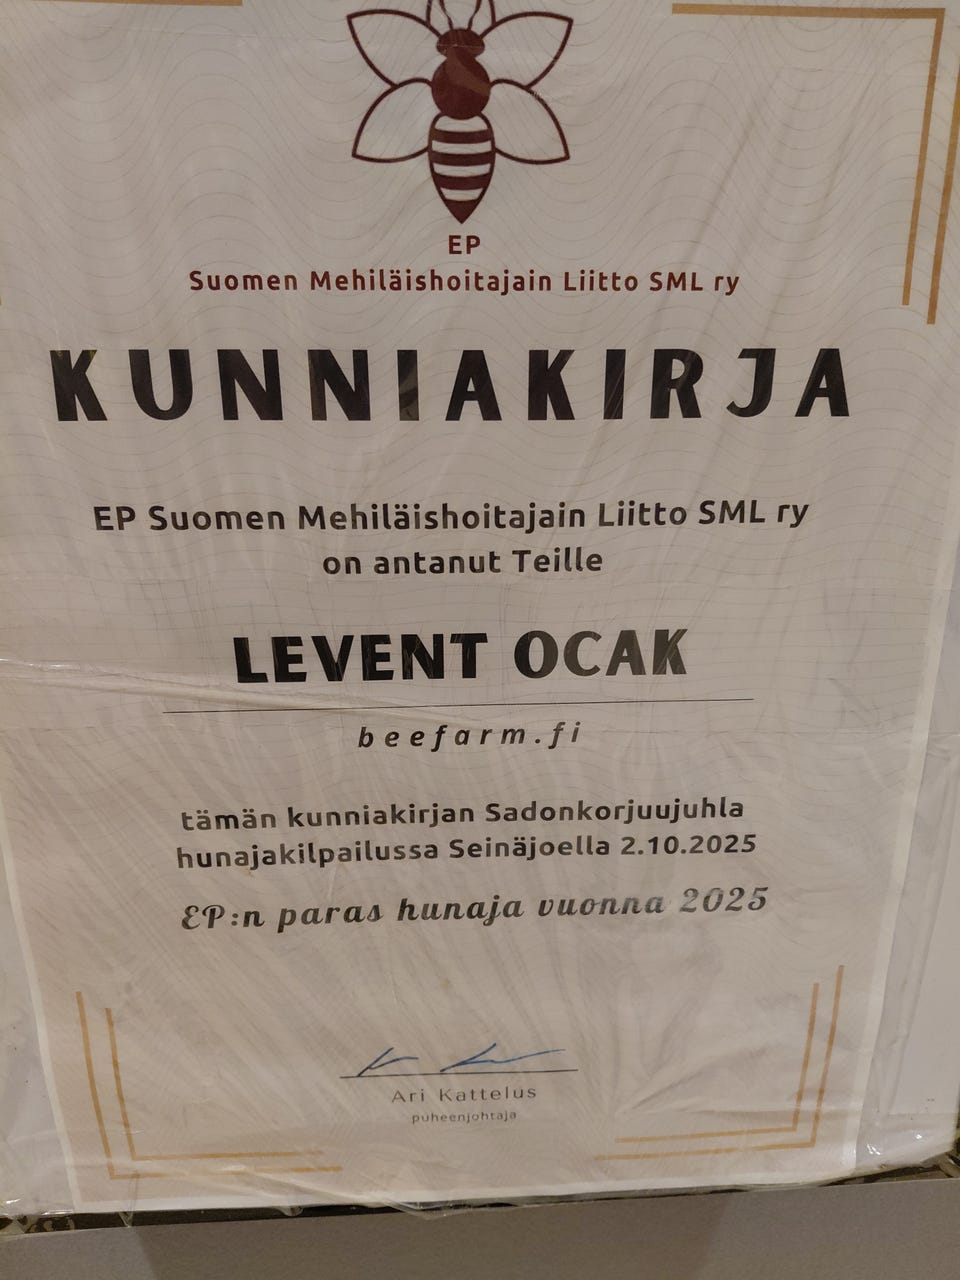 EP
Suomen Mehiläishoitajain Liitto SML ry
KUNNIAKIRJA
EP Suomen Mehiläishoitajain Liitto SML ry
on antanut Teille
LEVENT OCAK
beefarm.fi
tämän kunniakirjan Sadonkorjuujuhla
hunajakilpailussa Seinäjoella 2.10.2025
EP:n paras hunaja vuonna 2025
Ari Kattelus
puheenjohtaja